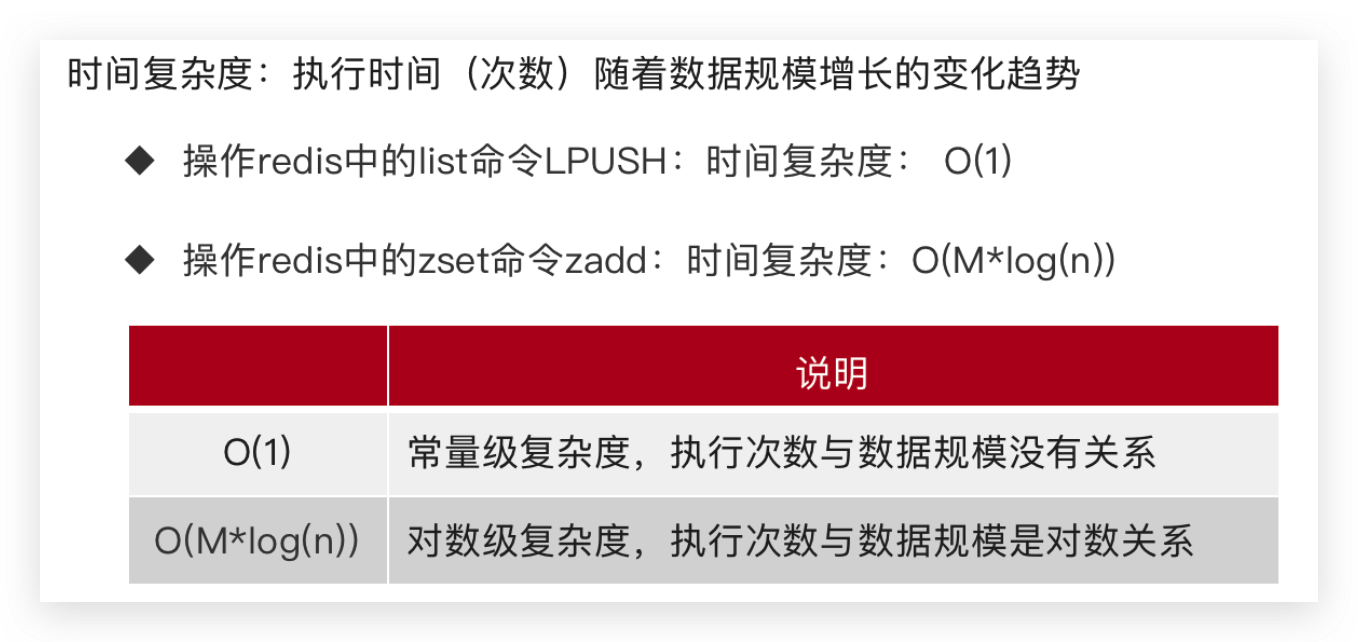 时间复杂度：执行时间（次数）随着数据规模增长的变化趋势
◆ 操作redis中的list命令LPUSH：时间复杂度： O(1)
◆ 操作redis中的zset命令zadd：时间复杂度：O(M*log(n))
说明
O(1) 常量级复杂度，执行次数与数据规模没有关系
O(M*log(n)) 对数级复杂度，执行次数与数据规模是对数关系